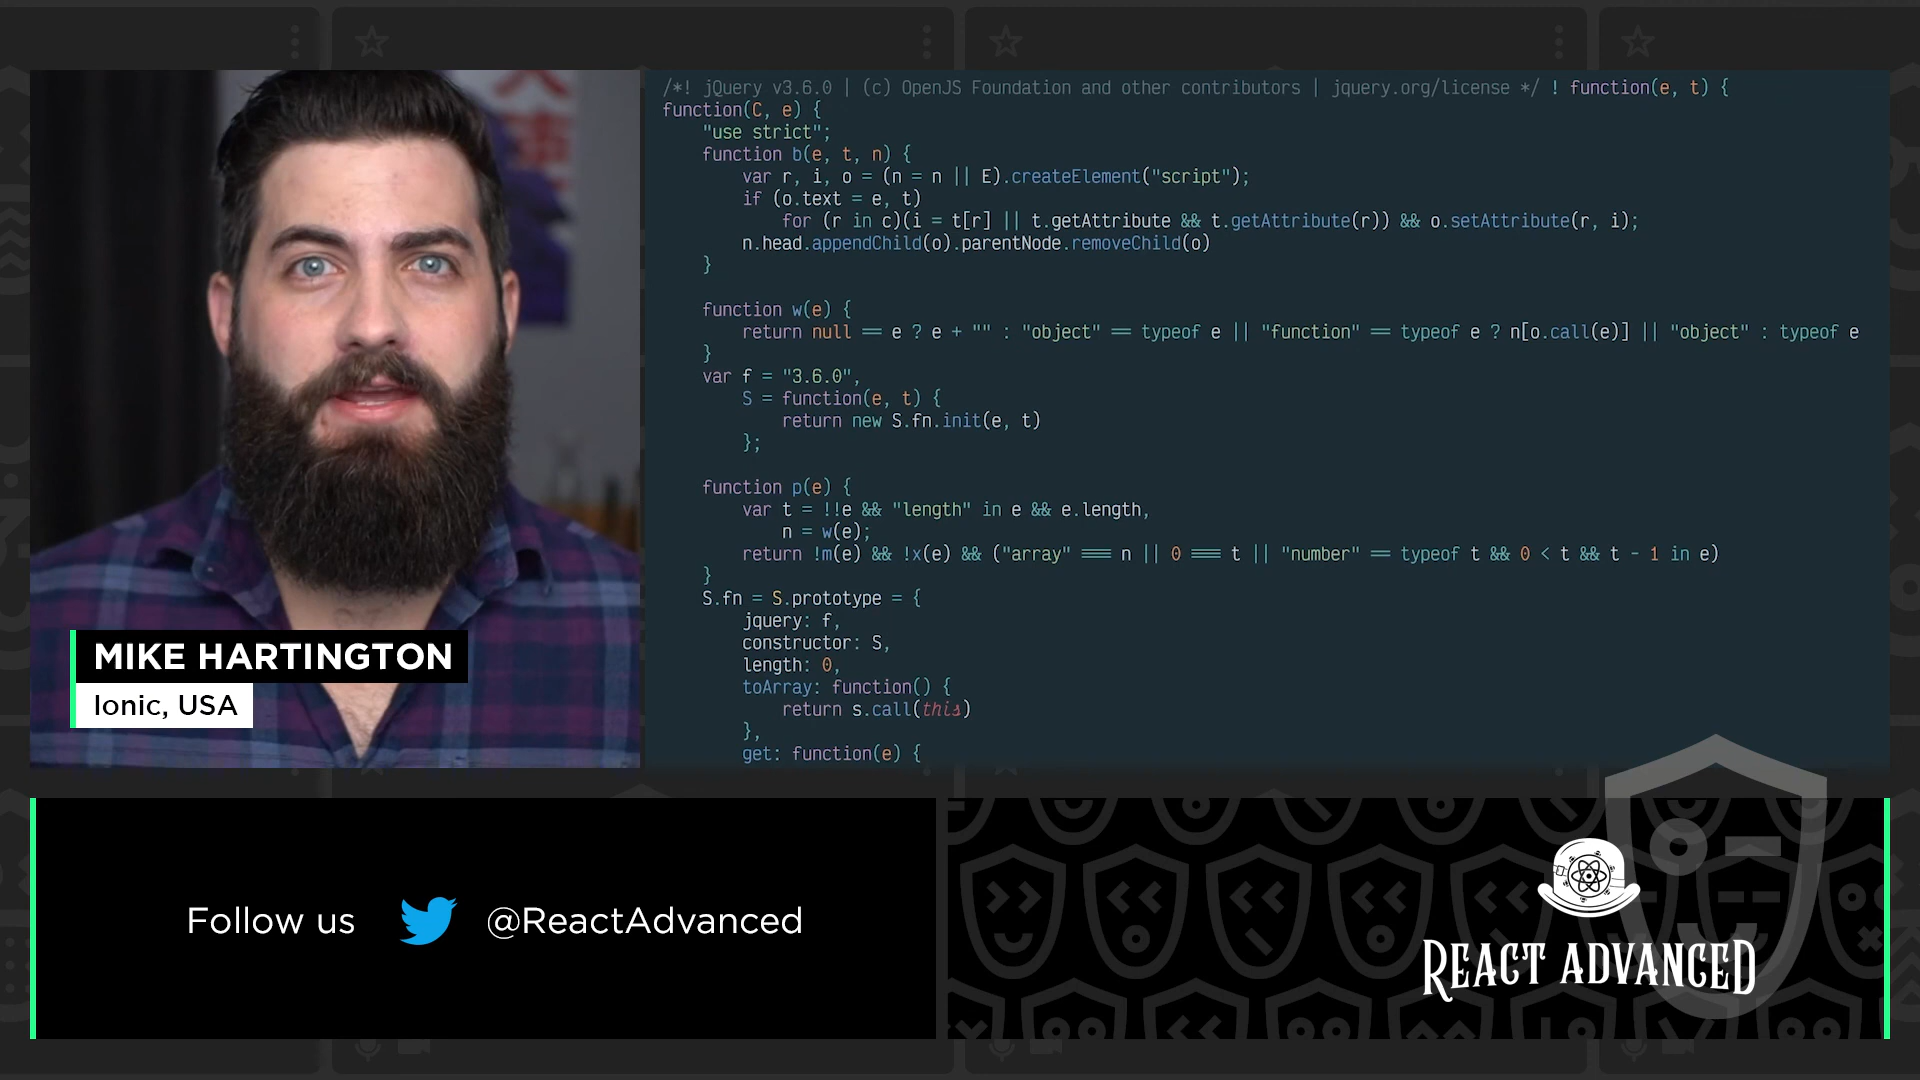 /*! jQuery v3.6.0 | (c) OpenJS Foundation and other contributors | jquery.org/license */ ! function(e, t) {
function(C, e) {
"use strict";
function b(e, t, n) {
var r, i, o = (n = n || E).createElement("script");
if (o.text = e, t)
for (r in c)(i = t[r] || t.getAttribute && t.getAttribute(r)) && o.setAttribute(r, i);
n.head.appendChild(o).parentNode.removeChild(o)
}
function w(e) {
return null == e ? e + "" : "object" == typeof e || "function" == typeof e ? n[o.call(e)] || "object" : typeof e
}
var f = "3.6.0",
S = function(e, t) {
return new S.fn.init(e, t)
};
function p(e) {
var t = !!e && "length" in e && e.length,
n = w(e);
return !m(e) && !x(e) && ("array" === n || 0 === t || "number" == typeof t && 0 < t && t - 1 in e)
}
S.fn = S.prototype = {
jquery: f,
constructor: S,
length: 0,
toArray: function() {
return s.call(this)
},
get: function(e) {
MIKE HARTINGTON
Ionic, USA
Follow us @ReactAdvanced
REACT ADVANCED